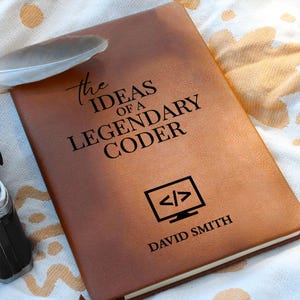 the
IDEAS
OF A
LEGENDARY
CODER
</>
DAVID SMITH